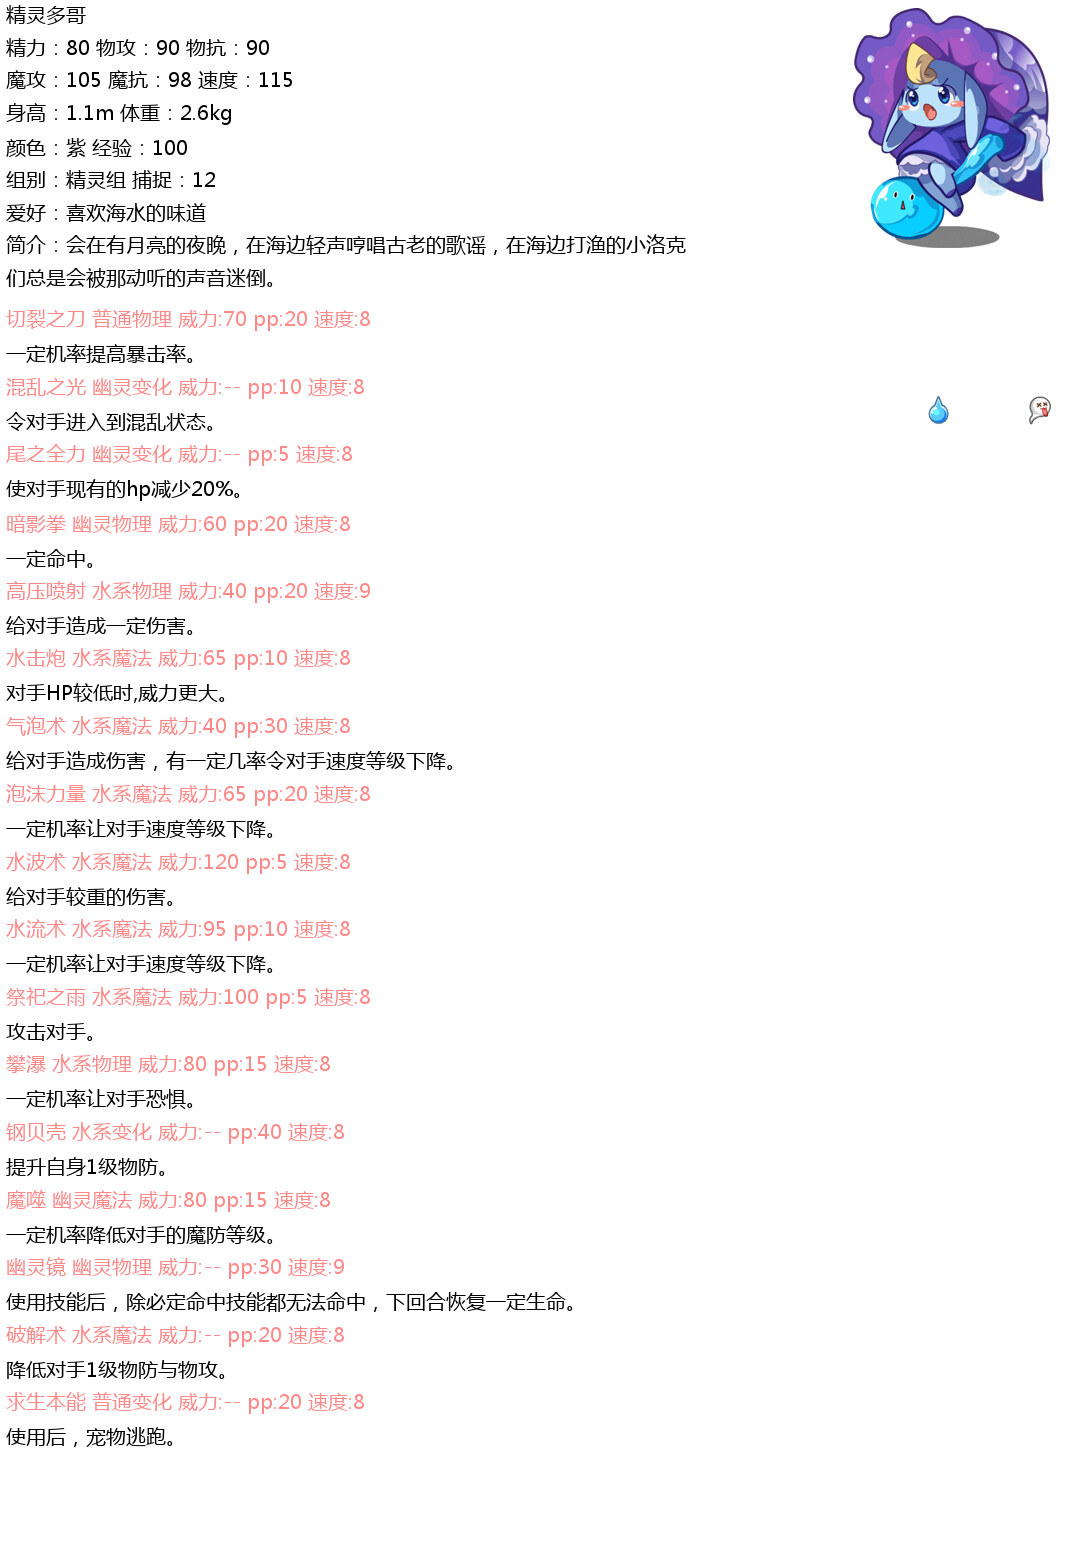 精灵多哥
精力：80 物攻：90 物抗：90
魔攻：105 魔抗：98 速度：115
身高：1.1m 体重：2.6kg
颜色：紫 经验：100
组别：精灵组 捕捉：12
爱好：喜欢海水的味道
简介：会在有月亮的夜晚，在海边轻声哼唱古老的歌谣，在海边打渔的小洛克
们总是会被那动听的声音迷倒。
切裂之刀 普通物理 威力:70 pp:20 速度:8
一定机率提高暴击率。
混乱之光 幽灵变化 威力:-- pp:10 速度:8
令对手进入到混乱状态。
尾之全力 幽灵变化 威力:-- pp:5 速度:8
使对手现有的hp减少20%。
暗影拳 幽灵物理 威力:60 pp:20 速度:8
一定命中。
高压喷射 水系物理 威力:40 pp:20 速度:9
给对手造成一定伤害。
水击炮 水系魔法 威力:65 pp:10 速度:8
对手HP较低时,威力更大。
气泡术 水系魔法 威力:40 pp:30 速度:8
给对手造成伤害，有一定几率令对手速度等级下降。
泡沫力量 水系魔法 威力:65 pp:20 速度:8
一定机率让对手速度等级下降。
水波术 水系魔法 威力:120 pp:5 速度:8
给对手较重的伤害。
水流术 水系魔法 威力:95 pp:10 速度:8
一定机率让对手速度等级下降。
祭祀之雨 水系魔法 威力:100 pp:5 速度:8
攻击对手。
攀瀑 水系物理 威力:80 pp:15 速度:8
一定机率让对手恐惧。
钢贝壳 水系变化 威力:-- pp:40 速度:8
提升自身1级物防。
魔噬 幽灵魔法 威力:80 pp:15 速度:8
一定机率降低对手的魔防等级。
幽灵镜 幽灵物理 威力:-- pp:30 速度:9
使用技能后，除必定命中技能都无法命中，下回合恢复一定生命。
破解术 水系魔法 威力:-- pp:20 速度:8
降低对手1级物防与物攻。
求生本能 普通变化 威力:-- pp:20 速度:8
使用后，宠物逃跑。